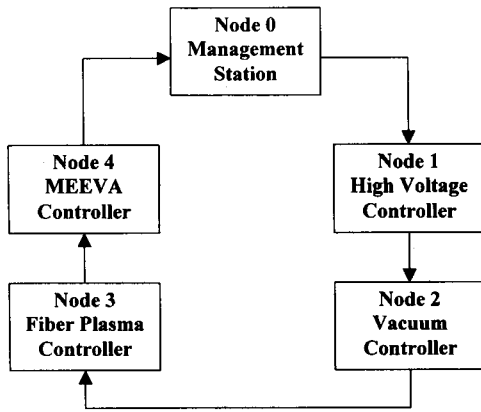 Node 0
Management
Station
Node 4
MEEVA
Controller
Node 1
High Voltage
Controller
Node 3
Fiber Plasma
Controller
Node 2
Vacuum
Controller